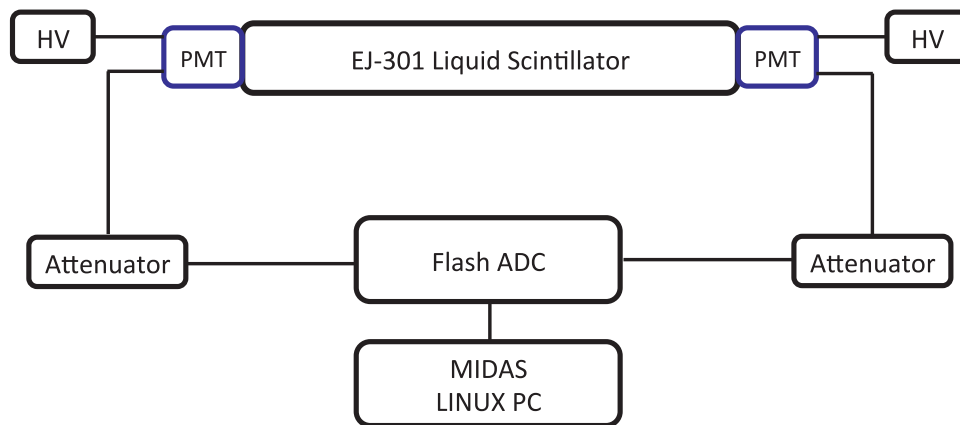 HV
PMT
EJ-301 Liquid Scintillator
PMT
HV
Attenuator
Flash ADC
Attenuator
MIDAS
LINUX PC